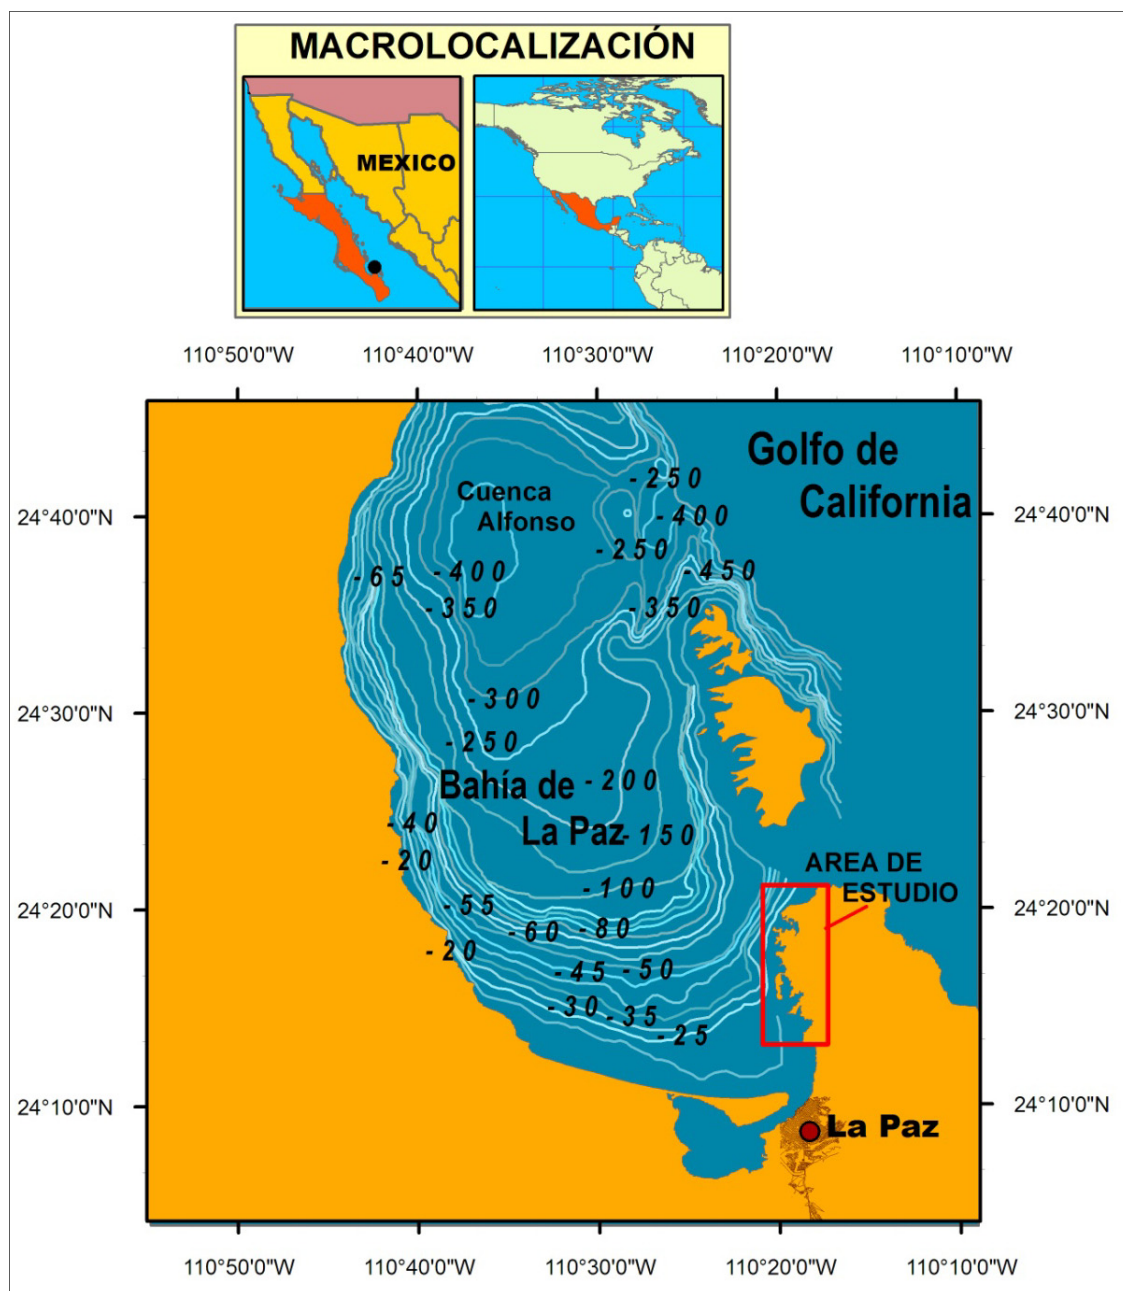 MACROLOCALIZACIÓN
MEXICO
110°50'0"W 110°40'0"W 110°30'0"W 110°20'0"W 110°10'0"W
Golfo de
California
-250
Cuenca
Alfonso
-400
24°40'0"N
24°40'0"N
-250
-65
-400
-450
-350
-350
-300
24°30'0"N
24°30'0"N
-250
Bahía de
-200
La Paz
-150
-40
-20
AREA DE
ESTUDIO
-100
-55
24°20'0"N
24°20'0"N
-60
-80
-20
-45
-50
-30
-35
-25
24°10'0"N
24°10'0"N
La Paz
110°50'0"W 110°40'0"W 110°30'0"W 110°20'0"W 110°10'0"W